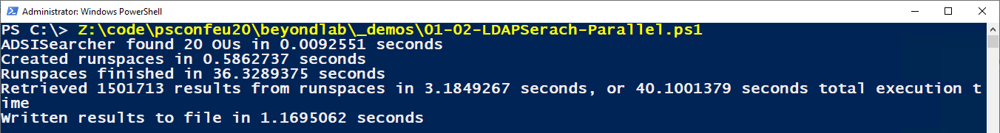 Administrator: Windows PowerShell
PS C:\> Z:\code\psconfeu20\beyondlab\_demos\01-02-LDAPSerach-Parallel.ps1
ADSISearcher found 20 OUs in 0.0092551 seconds
Created runspaces in 0.5862737 seconds
Runspaces finished in 36.3289375 seconds
Retrieved 1501713 results from runspaces in 3.1849267 seconds, or 40.1001379 seconds total execution t
ime
Written results to file in 1.1695062 seconds